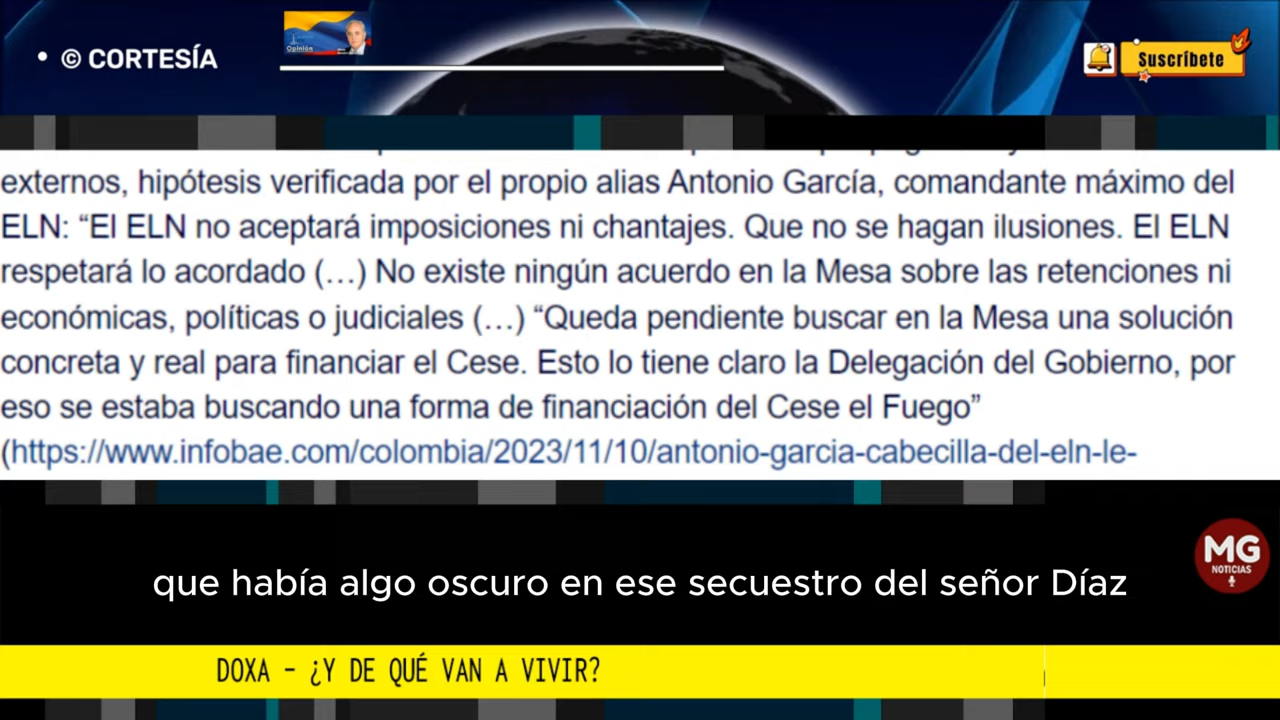 • © CORTESÍA
Opinión
Suscríbete
externos, hipótesis verificada por el propio alias Antonio García, comandante máximo del
ELN: “El ELN no aceptará imposiciones ni chantajes. Que no se hagan ilusiones. El ELN
respetará lo acordado (…) No existe ningún acuerdo en la Mesa sobre las retenciones ni
económicas, políticas o judiciales (…) “Queda pendiente buscar en la Mesa una solución
concreta y real para financiar el Cese. Esto lo tiene claro la Delegación del Gobierno, por
eso se estaba buscando una forma de financiación del Cese el Fuego”
(https://www.infobae.com/colombia/2023/11/10/antonio-garcia-cabecilla-del-eln-le-
MG
NOTICIAS
que había algo oscuro en ese secuestro del señor Díaz
DOXA - ¿Y DE QUÉ VAN A VIVIR?